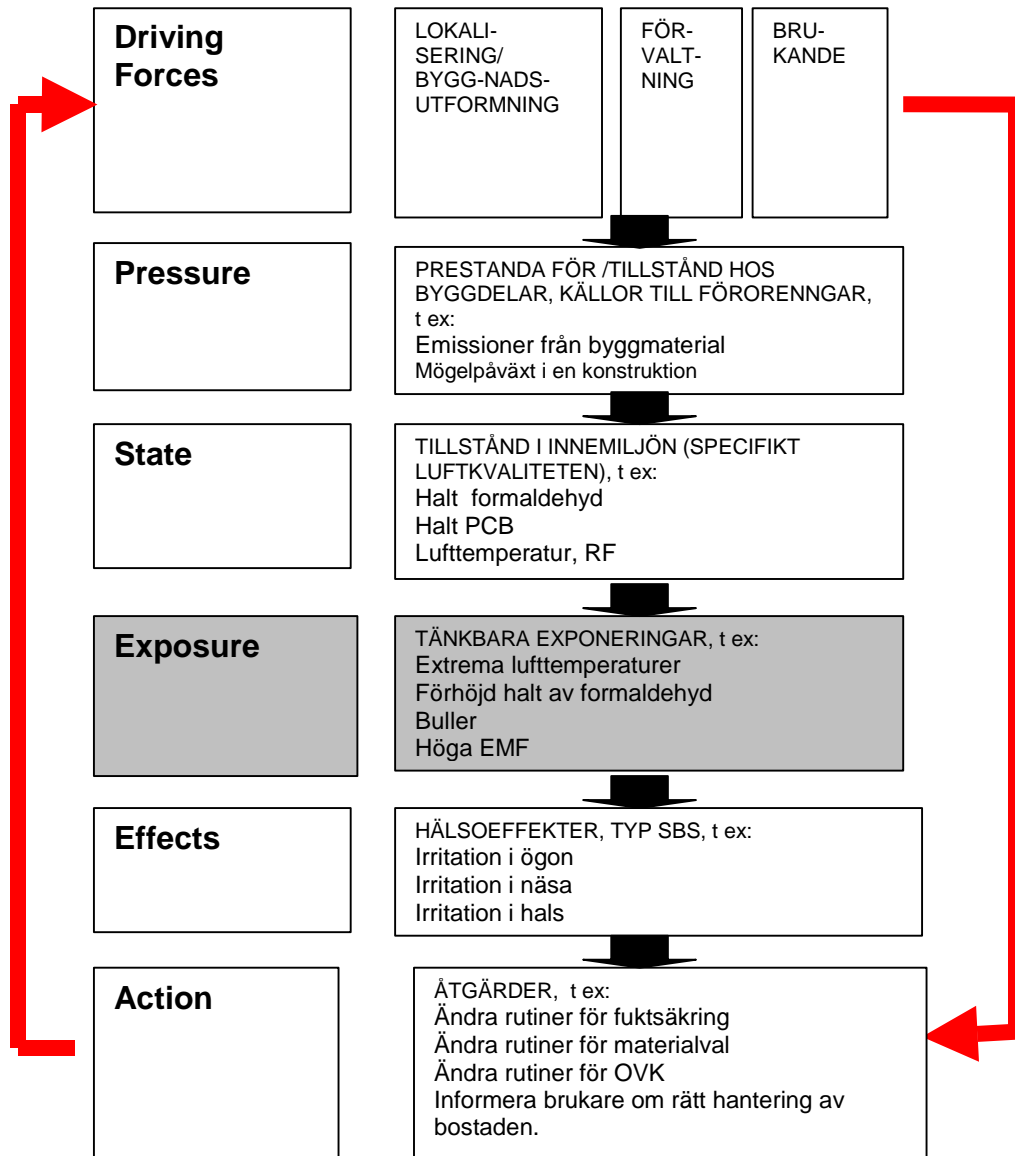 Driving
Forces
LOKALI-
SERING/
BYGG-NADS-
UTFORMNING
FÖR-
VALT-
NING
BRU-
KANDE
Pressure
PRESTANDA FÖR /TILLSTÅND HOS
BYGGDELAR, KÄLLOR TILL FÖRORENNGAR,
t ex:
Emissioner från byggmaterial
Mögelpåväxt i en konstruktion
State
TILLSTÅND I INNEMILJÖN (SPECIFIKT
LUFTKVALITETEN), t ex:
Halt formaldehyd
Halt PCB
Lufttemperatur, RF
Exposure
TÄNKBARA EXPONERINGAR, t ex:
Extrema lufttemperaturer
Förhöjd halt av formaldehyd
Buller
Höga EMF
Effects
HÄLSOEFFEKTER, TYP SBS, t ex:
Irritation i ögon
Irritation i näsa
Irritation i hals
Action
ÅTGÄRDER, t ex:
Ändra rutiner för fuktsäkring
Ändra rutiner för materialval
Ändra rutiner för OVK
Informera brukare om rätt hantering av
bostaden.